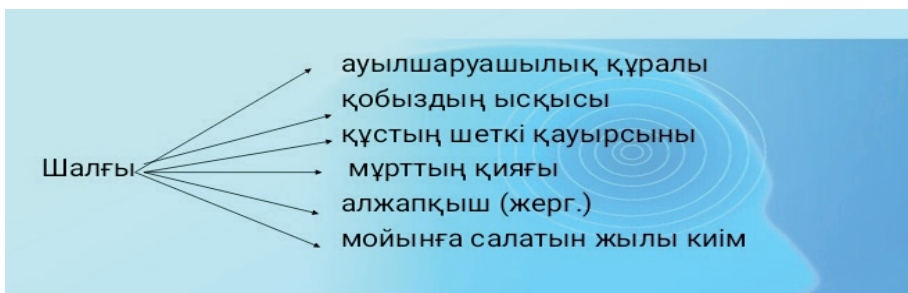 ауылшаруашылық құралы
қобыздың ысқысы
құстың шеткі қауырсыны
Шалғы
мұрттың қияғы
алжапқыш (жерг.)
мойынға салатын жылы киім